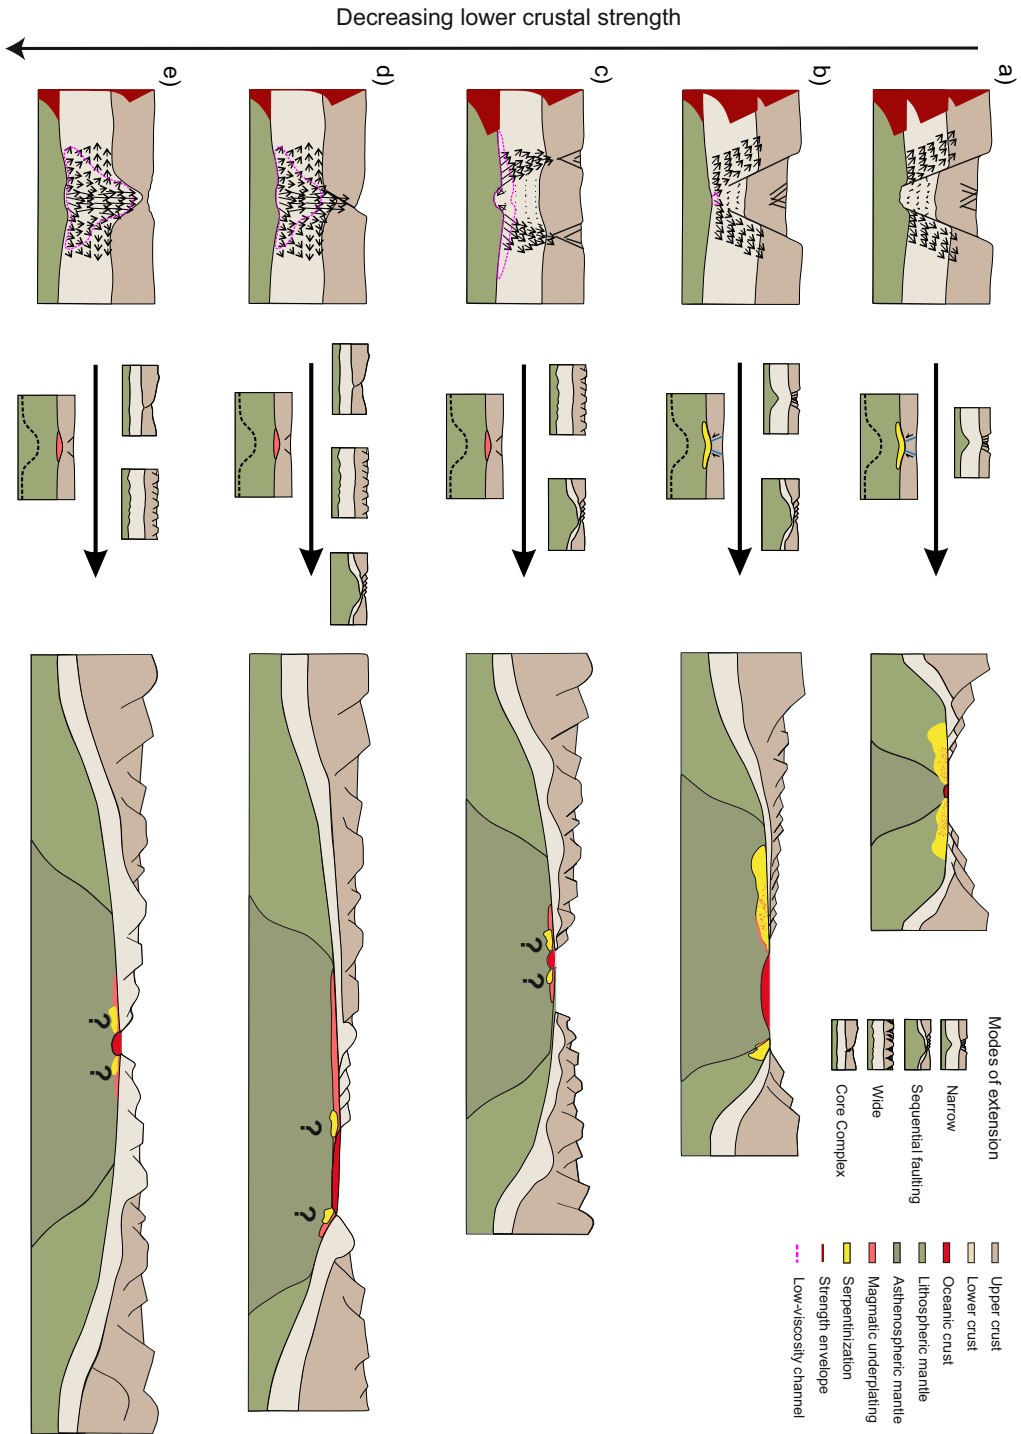 Decreasing lower crustal strength
a)
b)
c)
d)
e)
?
?
?
?
?
?
Modes of extension
Narrow
Sequential faulting
Wide
Core Complex
Upper crust
Lower crust
Oceanic crust
Lithospheric mantle
Asthenospheric mantle
Magmatic underplating
Serpentinization
Strength envelope
Low-viscosity channel